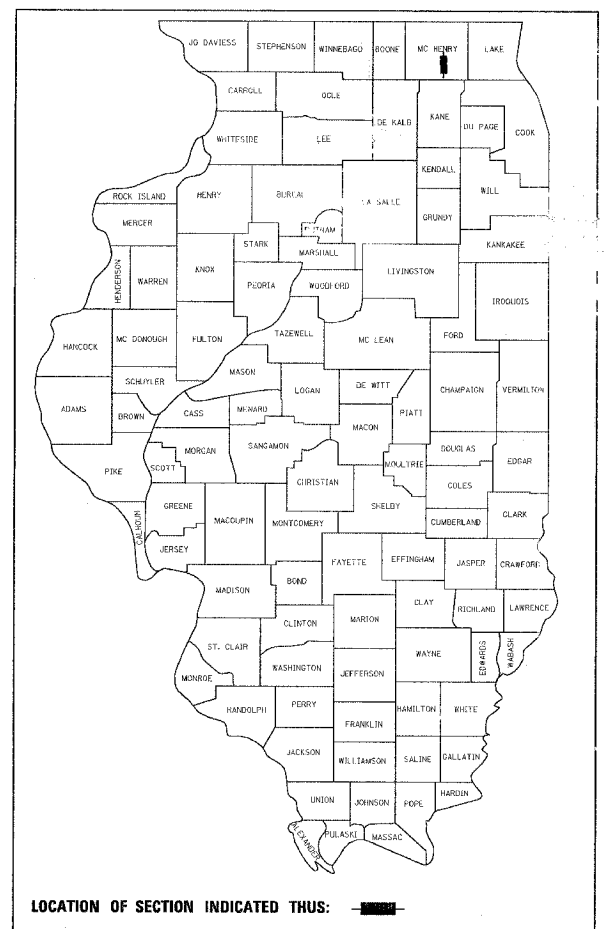 JO DAVIESS STEPHENSON WINNEBAGO BOONE MC HENRY LAKE
CARROLL OGLE DE KALB KANE DU PAGE COOK
WHITESIDE LEE KENDALL WILL
ROCK ISLAND HENRY BUREAU LA SALLE GRUNDY
MERCER STARK PUTNAM KANKAKEE
HENDERSON WARREN KNOX MARSHALL LIVINGSTON
PEORIA WOODFORD IROQUOIS
HANCOCK MC DONOUGH FULTON TAZEWELL MC LEAN FORD
SCHUYLER MASON LOGAN DE WITT CHAMPAIGN VERMILION
ADAMS BROWN CASS MENARD MACON PIATT
PIKE SCOTT MORGAN SANGAMON CHRISTIAN MOULTRIE DOUGLAS EDGAR
COLES
CALHOUN GREENE MACOUPIN MONTGOMERY SHELBY CUMBERLAND CLARK
JERSEY FAYETTE EFFINGHAM JASPER CRAWFORD
MADISON BOND CLAY RICHLAND LAWRENCE
CLINTON MARION
ST. CLAIR WAYNE EDWARDS WABASH
MONROE WASHINGTON JEFFERSON
RANDOLPH PERRY HAMILTON WHITE
FRANKLIN
JACKSON WILLIAMSON SALINE GALLATIN
UNION JOHNSON POPE HARDIN
ALEXANDER PULASKI MASSAC
LOCATION OF SECTION INDICATED THUS: